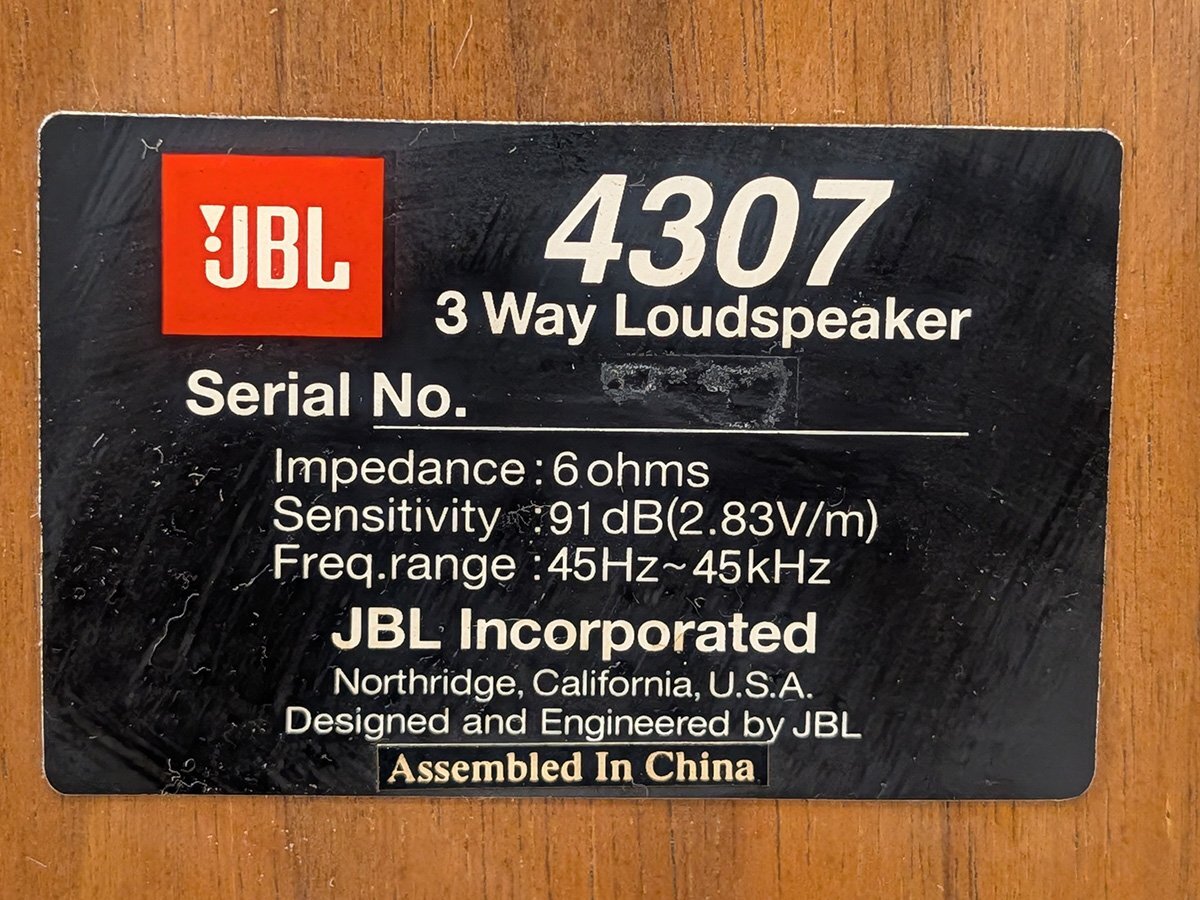 JBL
4307
3 Way Loudspeaker
Serial No.
Impedance : 6 ohms
Sensitivity : 91 dB(2.83V/m)
Freq.range : 45Hz~45kHz
JBL Incorporated
Northridge, California, U.S.A.
Designed and Engineered by JBL
Assembled In China